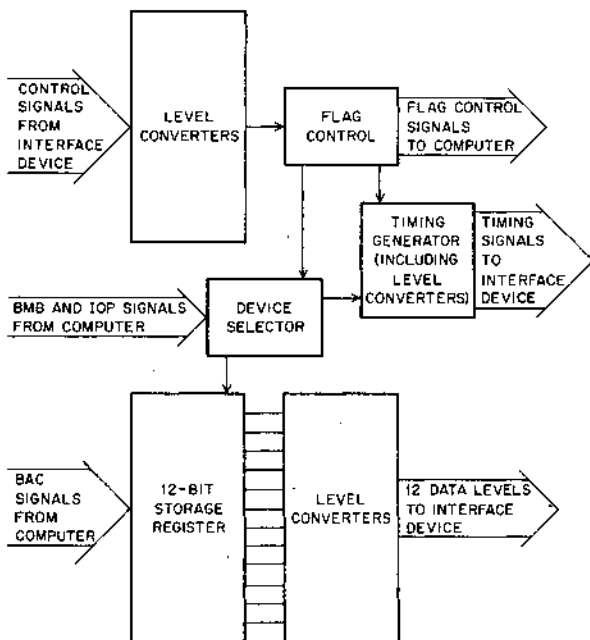 CONTROL
SIGNALS
FROM
INTERFACE
DEVICE
LEVEL
CONVERTERS
FLAG
CONTROL
FLAG CONTROL
SIGNALS
TO COMPUTER
TIMING
GENERATOR
(INCLUDING
LEVEL
CONVERTERS)
TIMING
SIGNALS
TO
INTERFACE
DEVICE
BMB AND IOP SIGNALS
FROM COMPUTER
DEVICE
SELECTOR
BAC
SIGNALS
FROM
COMPUTER
12-BIT
STORAGE
REGISTER
LEVEL
CONVERTERS
12 DATA LEVELS
TO INTERFACE
DEVICE